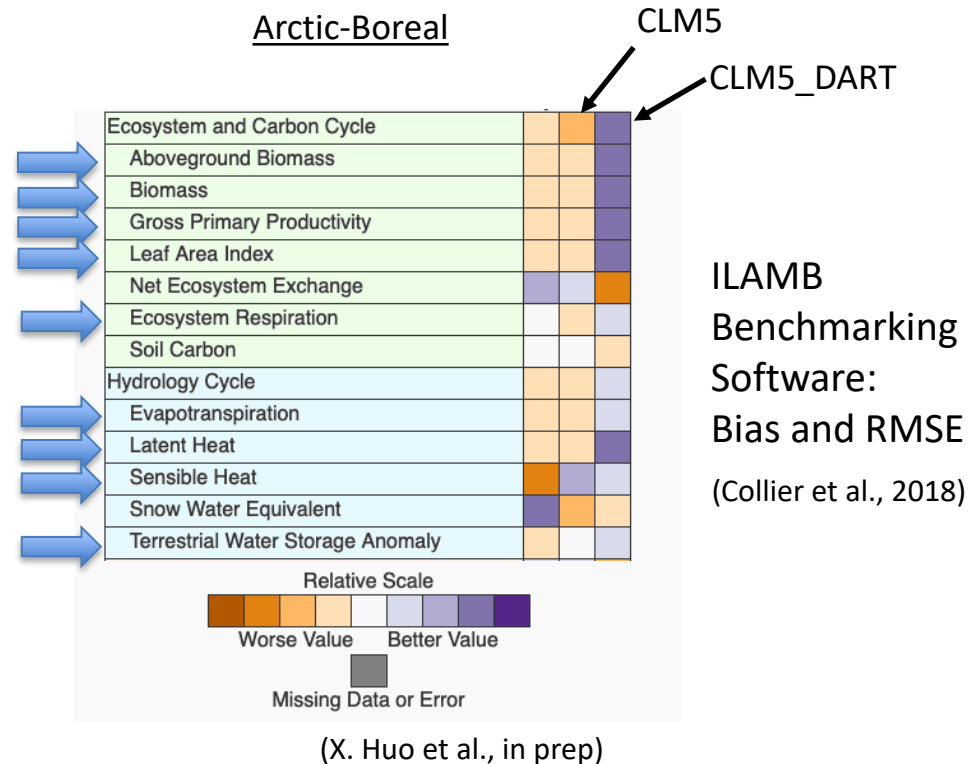 Arctic-Boreal
CLM5
CLM5_DART
Ecosystem and Carbon Cycle
Aboveground Biomass
Biomass
Gross Primary Productivity
Leaf Area Index
Net Ecosystem Exchange
Ecosystem Respiration
Soil Carbon
Hydrology Cycle
Evapotranspiration
Latent Heat
Sensible Heat
Snow Water Equivalent
Terrestrial Water Storage Anomaly
Relative Scale
Worse Value Better Value
Missing Data or Error
ILAMB
Benchmarking
Software:
Bias and RMSE
(Collier et al., 2018)
(X. Huo et al., in prep)